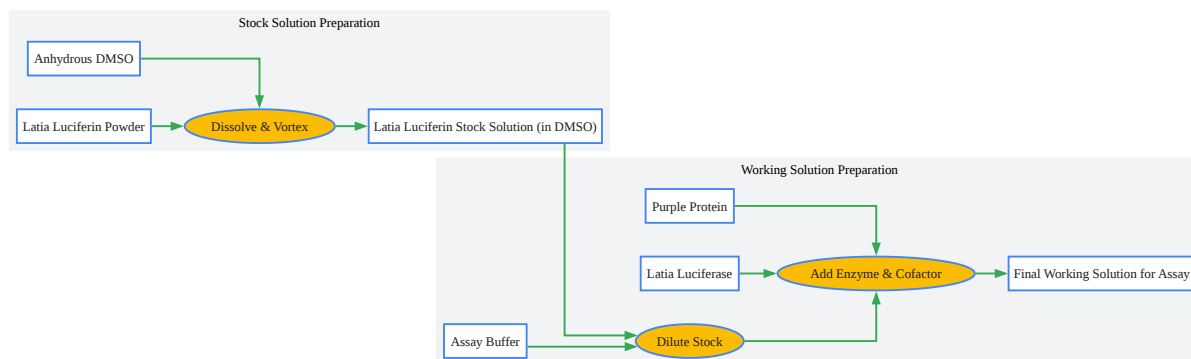 Stock Solution Preparation
Anhydrous DMSO
Latia Luciferin Powder
Dissolve & Vortex
Latia Luciferin Stock Solution (in DMSO)
Working Solution Preparation
Purple Protein
Latia Luciferase
Add Enzyme & Cofactor
Final Working Solution for Assay
Assay Buffer
Dilute Stock